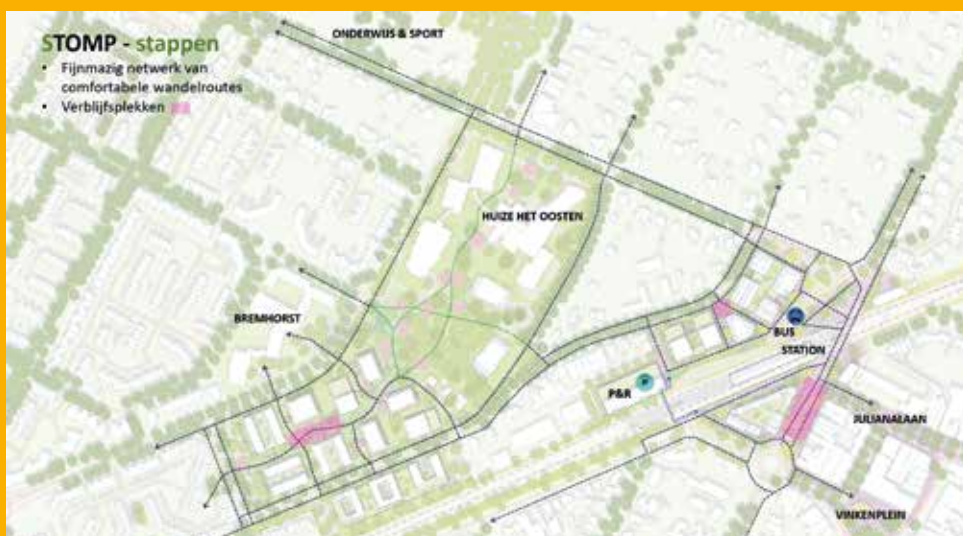 STOMP - stappen
• Fijnmazig netwerk van
comfortabele wandelroutes
• Verblijfsplekken
ONDERWIJS & SPORT
HUIZE HET OOSTEN
BREMHORST
BUS
STATION
P
P&R
JULIANALAAN
VINKENPLEIN